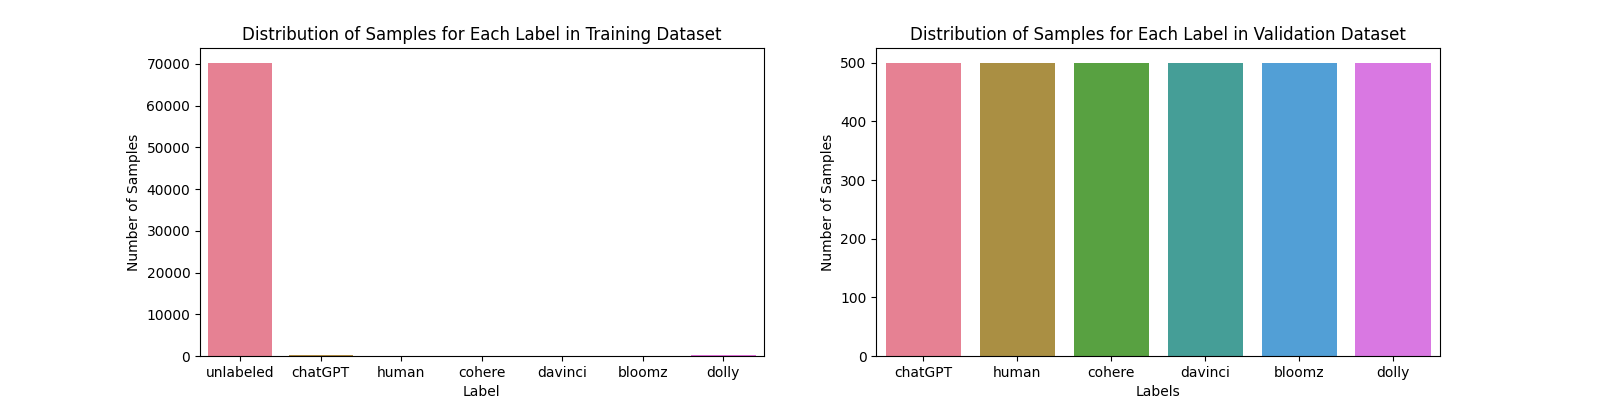 Distribution of Samples for Each Label in Training Dataset
70000
60000
50000
40000
30000
20000
10000
0
Number of Samples
unlabeled chatGPT human cohere davinci bloomz dolly
Label
Distribution of Samples for Each Label in Validation Dataset
500
400
300
200
100
0
Number of Samples
chatGPT human cohere davinci bloomz dolly
Labels